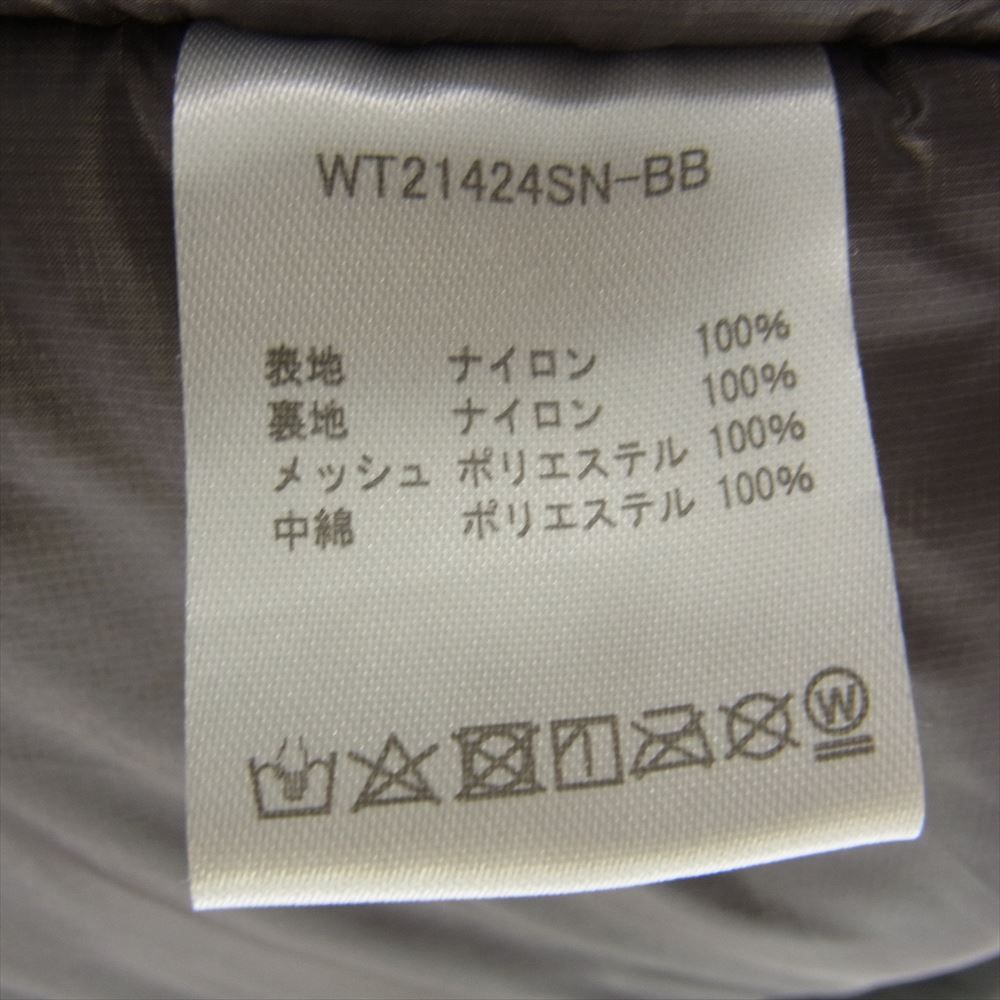 WT21424SN-BB
表地 ナイロン 100%
裏地 ナイロン 100%
メッシュ ポリエステル 100%
中綿 ポリエステル 100%
W